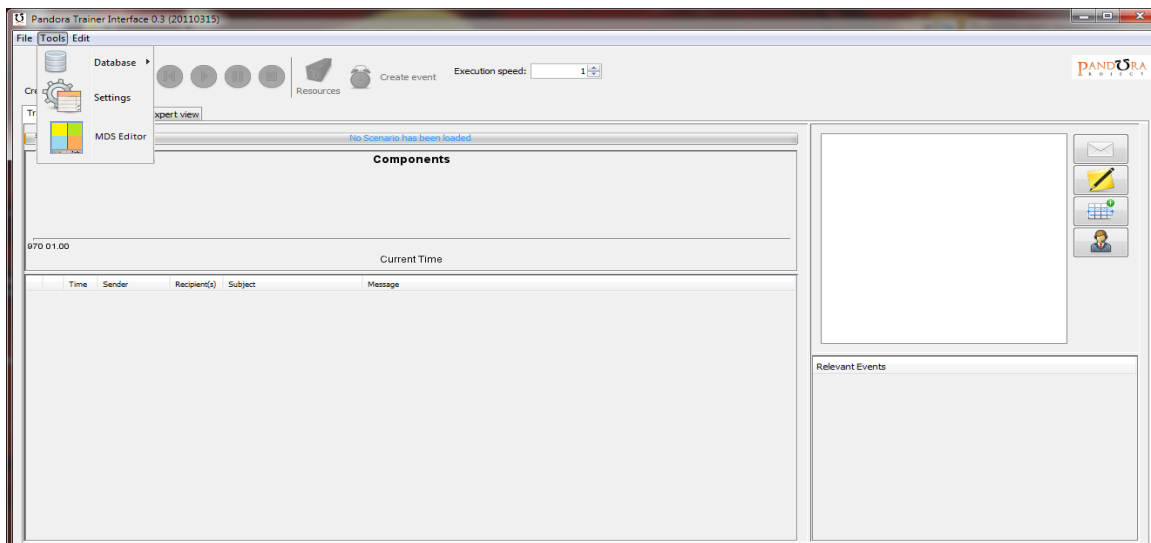 Pandora Trainer Interface 0.3 (20110315)
File Tools Edit
Database
Settings
MDS Editor
Resources
Create event
Execution speed:
1
PANDORA
PROJECT
Cre
Tr
xpert view
No Scenario has been loaded
Components
970 01.00
Current Time
Time Sender Recipient(s) Subject Message
Relevant Events